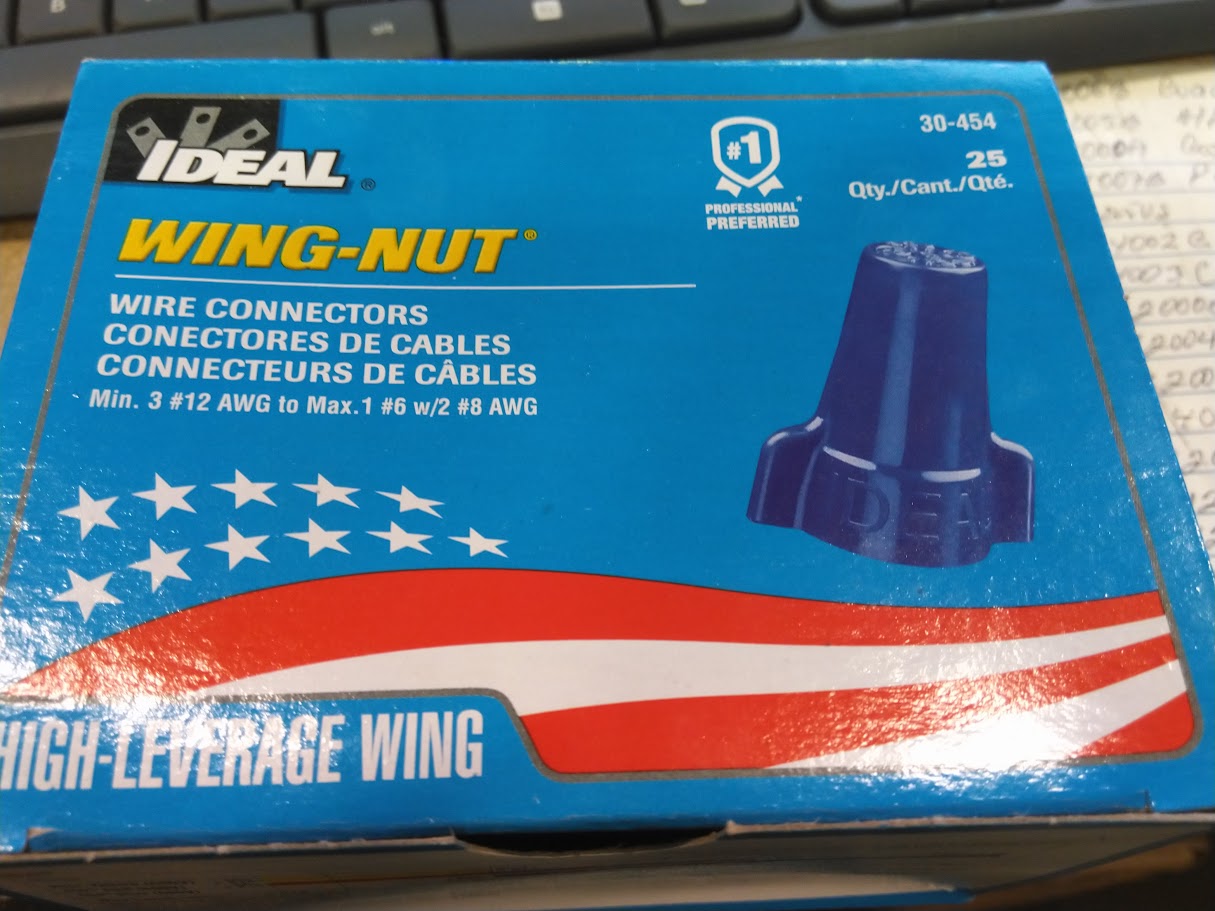 IDEAL®
30-454
#1
PROFESSIONAL*
PREFERRED
25
Qty./Cant./Qté.
WING-NUT®
WIRE CONNECTORS
CONECTORES DE CABLES
CONNECTEURS DE CÂBLES
Min. 3 #12 AWG to Max.1 #6 w/2 #8 AWG
IDEAL
HIGH-LEVERAGE WING